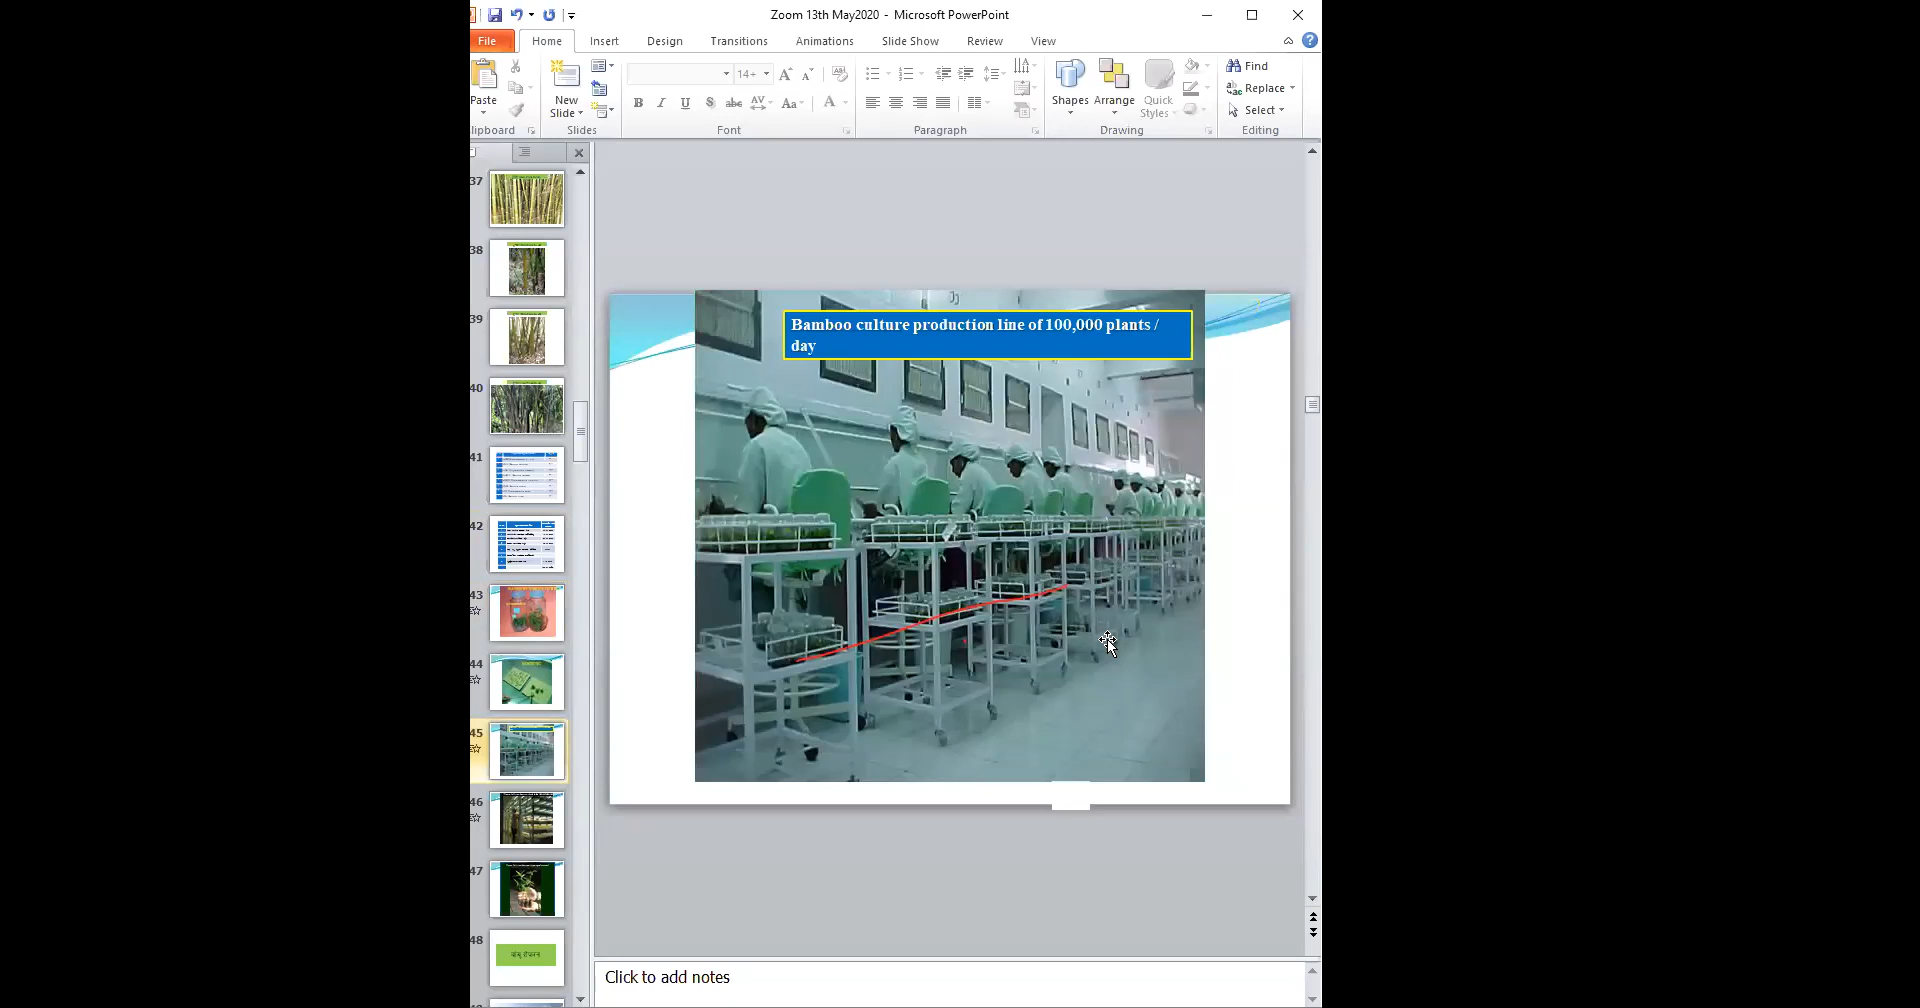 Zoom 13th May2020 - Microsoft PowerPoint
File Home Insert Design Transitions Animations Slide Show Review View
Paste
New Slide
14+
B I U S abc AV Aa A
Shapes Arrange Quick Styles
Find
Replace
Select
lipboard Slides Font Paragraph Drawing Editing
37
38
39
40
41
42
43
44
45
46
47
48
Bamboo culture production line of 100,000 plants /
day
Click to add notes